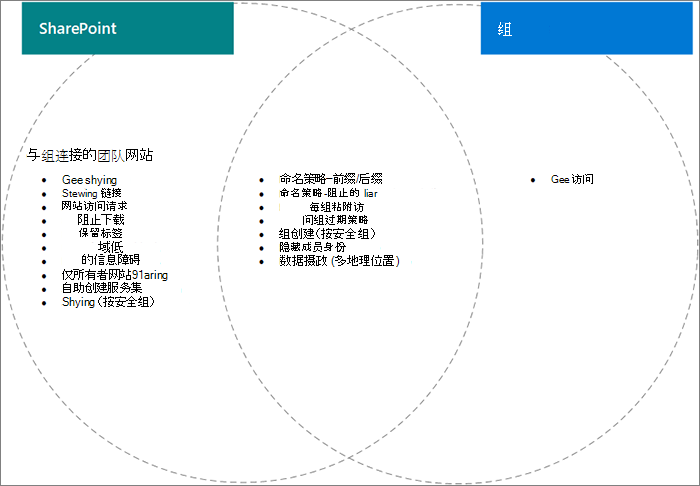 SharePoint
组
与组连接的团队网站
Gee shying
Stewing 链接
网站访问请求
阻止下载
保留标签
域低
的信息障碍
仅所有者网站91aring
自助创建服务集
Shying（按安全组）
命名策略-前缀/后缀
命名策略-阻止的 liar
每组粘附访
问组过期策略
组创建（按安全组）
隐藏成员身份
数据摄政 (多地理位置)
Gee 访问